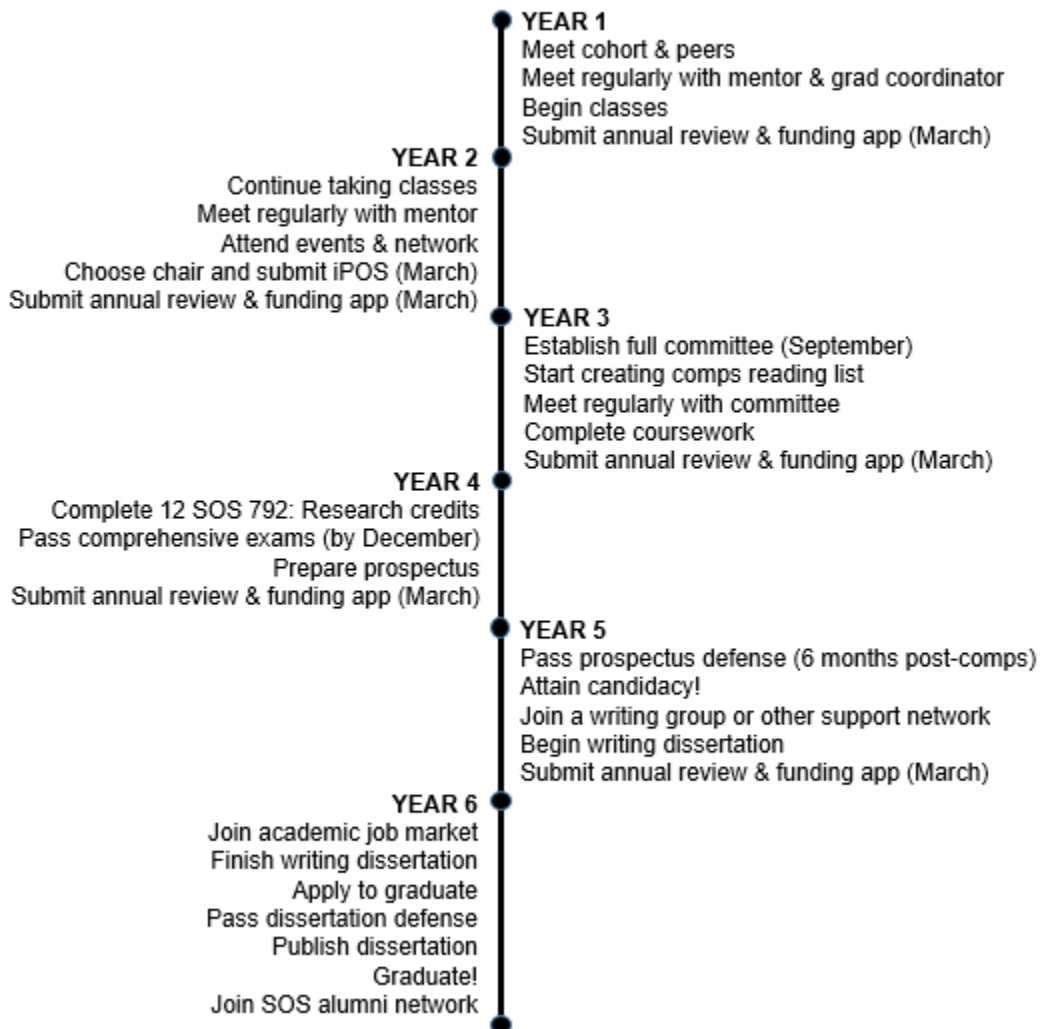 YEAR 1
Meet cohort & peers
Meet regularly with mentor & grad coordinator
Begin classes
Submit annual review & funding app (March)
YEAR 2
Continue taking classes
Meet regularly with mentor
Attend events & network
Choose chair and submit iPOS (March)
Submit annual review & funding app (March)
YEAR 3
Establish full committee (September)
Start creating comps reading list
Meet regularly with committee
Complete coursework
Submit annual review & funding app (March)
YEAR 4
Complete 12 SOS 792: Research credits
Pass comprehensive exams (by December)
Prepare prospectus
Submit annual review & funding app (March)
YEAR 5
Pass prospectus defense (6 months post-comps)
Attain candidacy!
Join a writing group or other support network
Begin writing dissertation
Submit annual review & funding app (March)
YEAR 6
Join academic job market
Finish writing dissertation
Apply to graduate
Pass dissertation defense
Publish dissertation
Graduate!
Join SOS alumni network